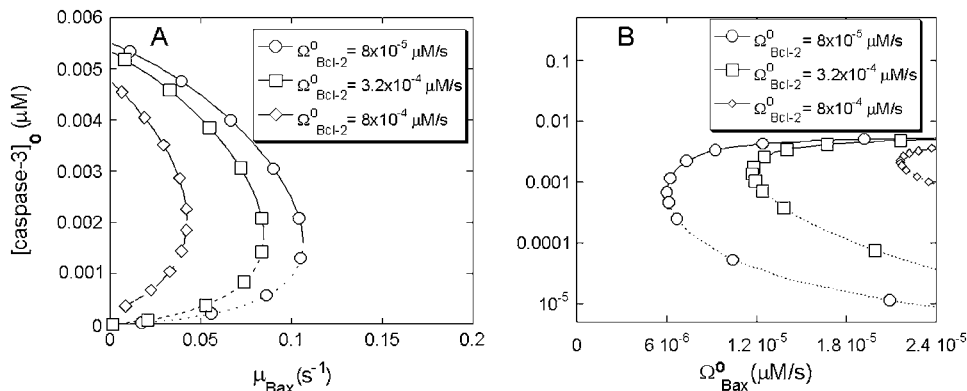 A
Ω⁰Bcl-2 = 8x10⁻⁵ μM/s
Ω⁰Bcl-2 = 3.2x10⁻⁴ μM/s
Ω⁰Bcl-2 = 8x10⁻⁴ μM/s
[caspase-3]₀ (μM)
0.006
0.005
0.004
0.003
0.002
0.001
0
0 0.05 0.1 0.15 0.2
μBax (s⁻¹)
B
Ω⁰Bcl-2 = 8x10⁻⁵ μM/s
Ω⁰Bcl-2 = 3.2x10⁻⁴ μM/s
Ω⁰Bcl-2 = 8x10⁻⁴ μM/s
0.1
0.01
0.001
0.0001
10⁻⁵
0 6 10⁻⁶ 1.2 10⁻⁵ 1.8 10⁻⁵ 2.4 10⁻⁵
Ω⁰Bax (μM/s)